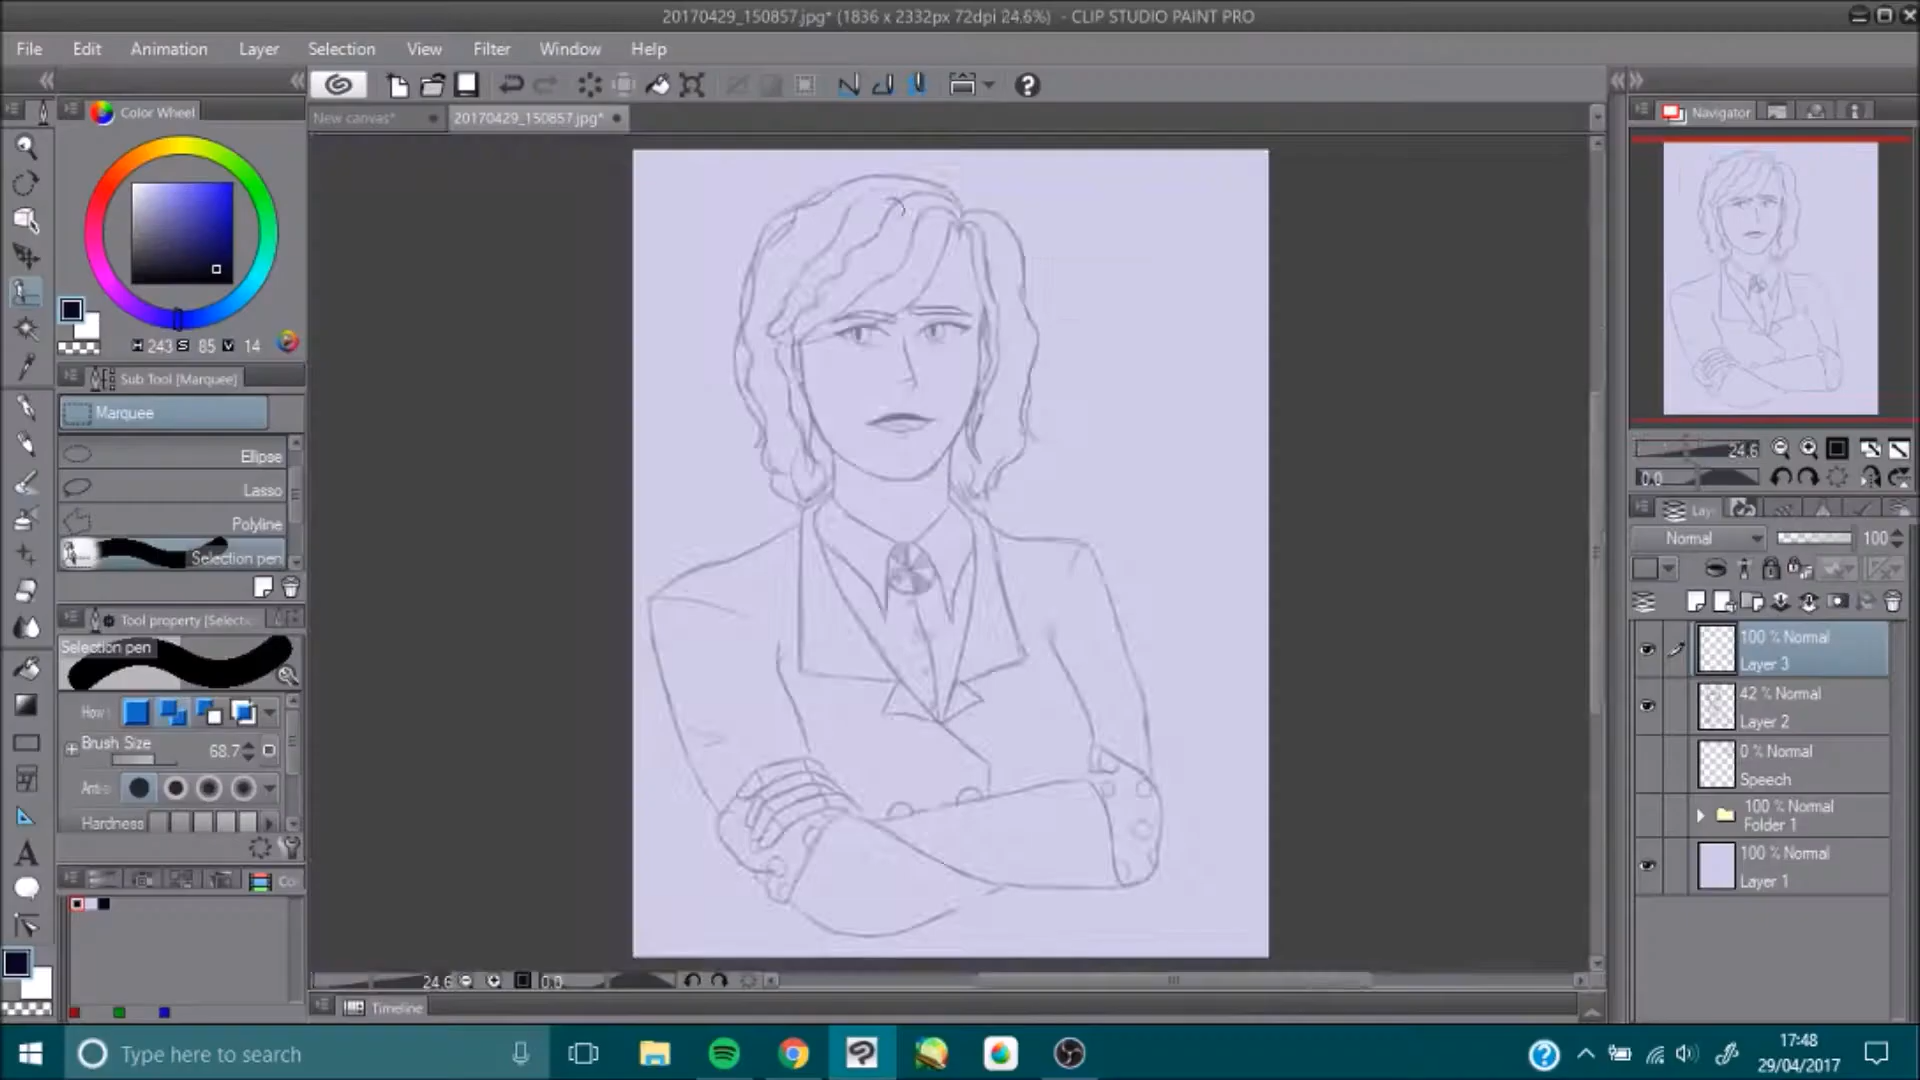 20170429_150857.jpg* (1836 x 2332px 72dpi 24.6%) - CLIP STUDIO PAINT PRO
File Edit Animation Layer Selection View Filter Window Help
New canvas* 20170429_150857.jpg*
Color Wheel
H 243 S 85 V 14
Sub Tool [Marquee]
Marquee
Ellipse
Lasso
Polyline
Selection pen
Tool property [Selectic
Selection pen
How
Brush Size 68.7
Anti-
Hardness
Co
Navigator
24.6
0.0
Lay
Normal 100
100 % Normal
Layer 3
42 % Normal
Layer 2
0 % Normal
Speech
100 % Normal
Folder 1
100 % Normal
Layer 1
24.6 0.0
Timeline
Type here to search
17:48
29/04/2017